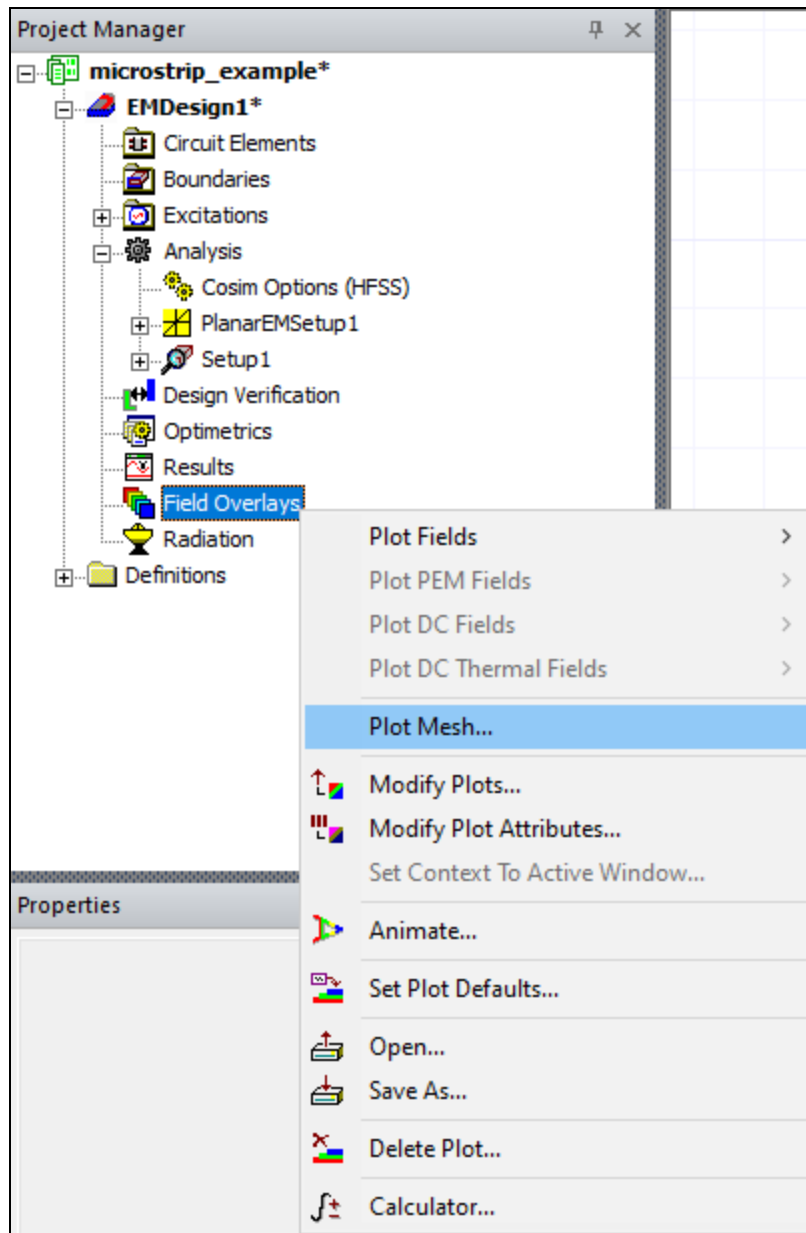 Project Manager
microstrip_example*
EMDesign1*
Circuit Elements
Boundaries
Excitations
Analysis
Cosim Options (HFSS)
PlanarEMSetup1
Setup1
Design Verification
Optimetrics
Results
Field Overlays
Radiation
Definitions
Plot Fields
Plot PEM Fields
Plot DC Fields
Plot DC Thermal Fields
Plot Mesh...
Modify Plots...
Modify Plot Attributes...
Set Context To Active Window...
Animate...
Set Plot Defaults...
Open...
Save As...
Delete Plot...
Calculator...
Properties